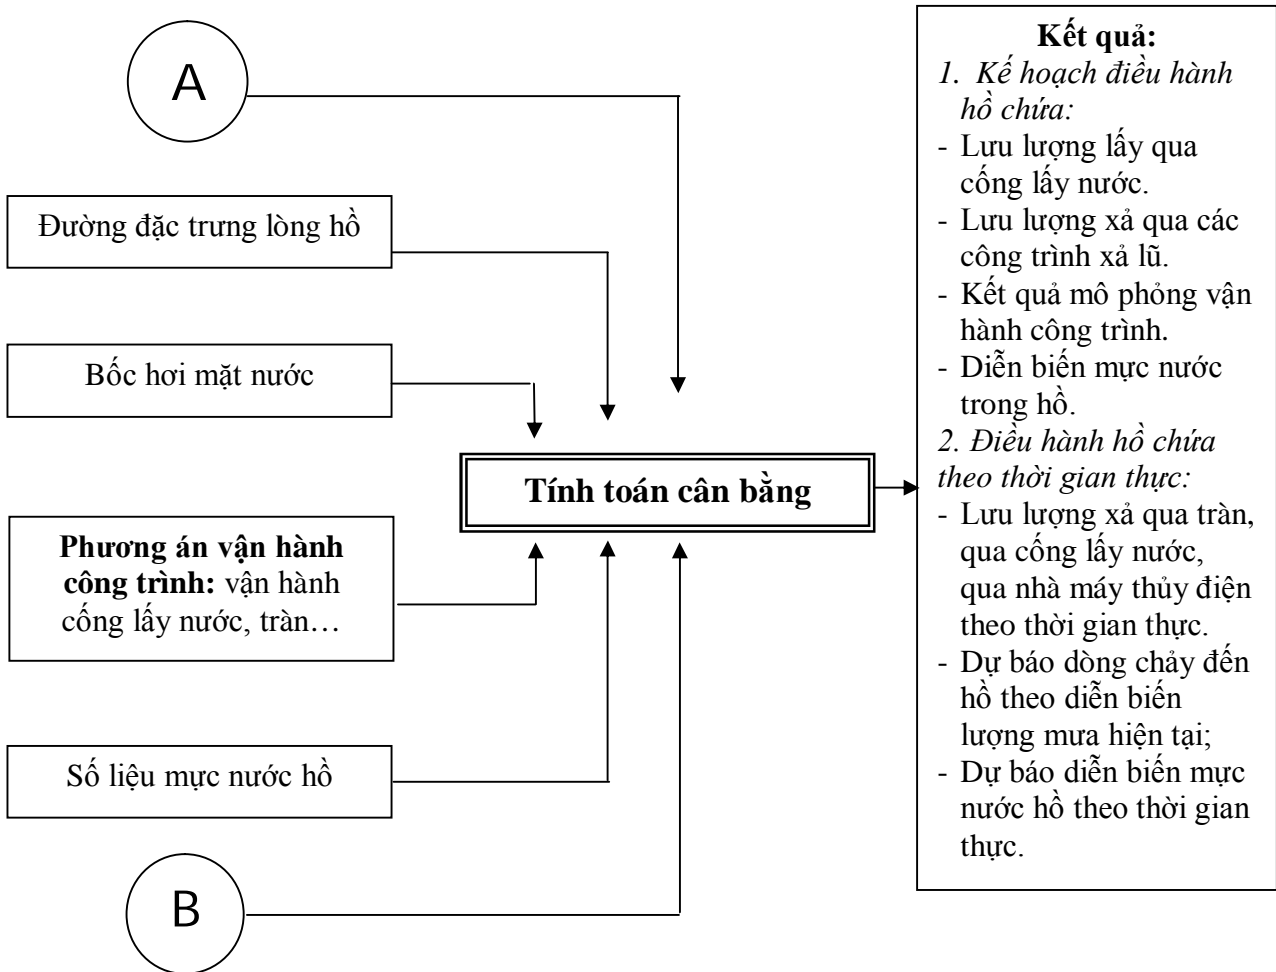 A
Đường đặc trưng lòng hồ
Bốc hơi mặt nước
Phương án vận hành
công trình: vận hành
cống lấy nước, tràn…
Số liệu mực nước hồ
B
Tính toán cân bằng
Kết quả:
1. Kế hoạch điều hành
hồ chứa:
- Lưu lượng lấy qua
cống lấy nước.
- Lưu lượng xả qua các
công trình xả lũ.
- Kết quả mô phỏng vận
hành công trình.
- Diễn biến mực nước
trong hồ.
2. Điều hành hồ chứa
theo thời gian thực:
- Lưu lượng xả qua tràn,
qua cống lấy nước,
qua nhà máy thủy điện
theo thời gian thực.
- Dự báo dòng chảy đến
hồ theo diễn biến
lượng mưa hiện tại;
- Dự báo diễn biến mực
nước hồ theo thời gian
thực.